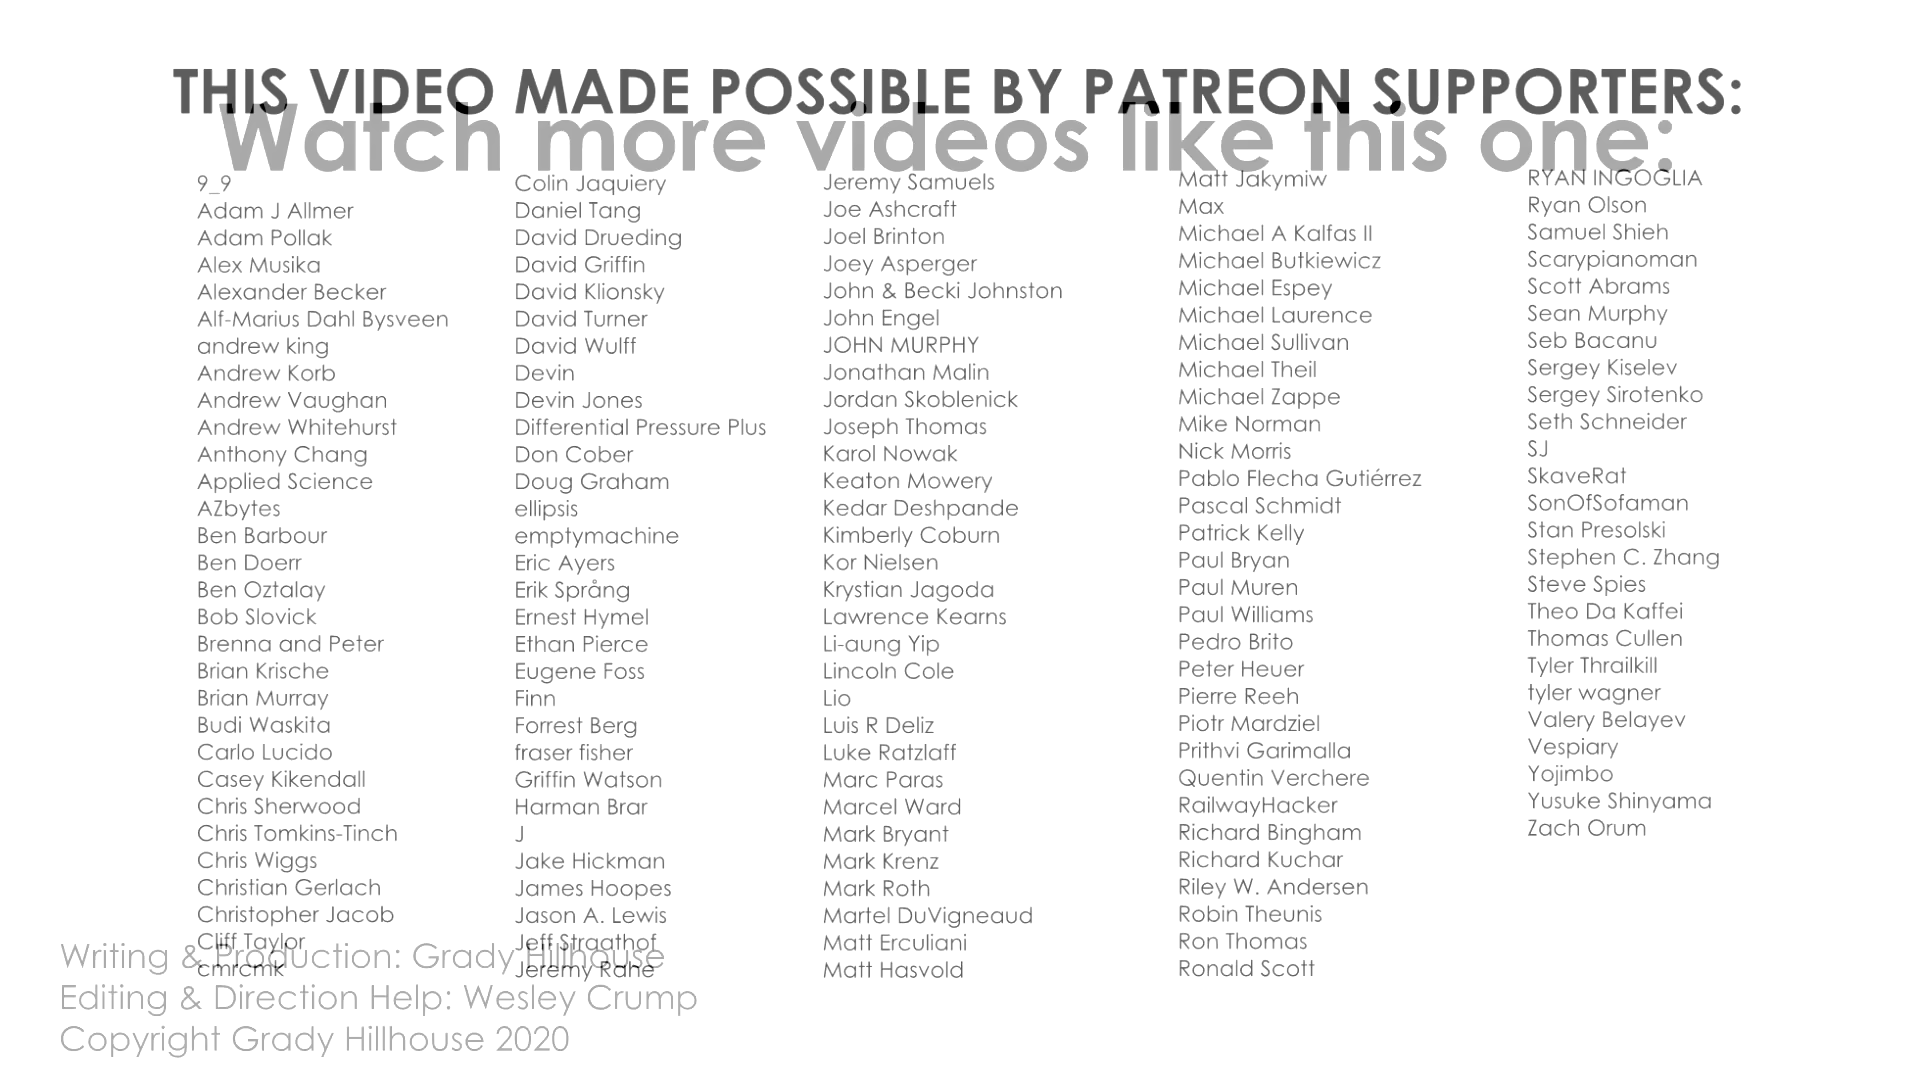 THIS VIDEO MADE POSSIBLE BY PATREON SUPPORTERS:
Watch more videos like this one:
9_9
Adam J Allmer
Adam Pollak
Alex Musika
Alexander Becker
Alf-Marius Dahl Bysveen
andrew king
Andrew Korb
Andrew Vaughan
Andrew Whitehurst
Anthony Chang
Applied Science
AZbytes
Ben Barbour
Ben Doerr
Ben Oztalay
Bob Slovick
Brenna and Peter
Brian Krische
Brian Murray
Budi Waskita
Carlo Lucido
Casey Kikendall
Chris Sherwood
Chris Tomkins-Tinch
Chris Wiggs
Christian Gerlach
Christopher Jacob
Cliff Taylor
cmrcmk
Colin Jaquiery
Daniel Tang
David Drueding
David Griffin
David Klionsky
David Turner
David Wulff
Devin
Devin Jones
Differential Pressure Plus
Don Cober
Doug Graham
ellipsis
emptymachine
Eric Ayers
Erik Språng
Ernest Hymel
Ethan Pierce
Eugene Foss
Finn
Forrest Berg
fraser fisher
Griffin Watson
Harman Brar
J
Jake Hickman
James Hoopes
Jason A. Lewis
Jeff Straathof
Jeremy Rahe
Jeremy Samuels
Joe Ashcraft
Joel Brinton
Joey Asperger
John & Becki Johnston
John Engel
JOHN MURPHY
Jonathan Malin
Jordan Skoblenick
Joseph Thomas
Karol Nowak
Keaton Mowery
Kedar Deshpande
Kimberly Coburn
Kor Nielsen
Krystian Jagoda
Lawrence Kearns
Li-aung Yip
Lincoln Cole
Lio
Luis R Deliz
Luke Ratzlaff
Marc Paras
Marcel Ward
Mark Bryant
Mark Krenz
Mark Roth
Martel DuVigneaud
Matt Erculiani
Matt Hasvold
Matt Jakymiw
Max
Michael A Kalfas II
Michael Butkiewicz
Michael Espey
Michael Laurence
Michael Sullivan
Michael Theil
Michael Zappe
Mike Norman
Nick Morris
Pablo Flecha Gutiérrez
Pascal Schmidt
Patrick Kelly
Paul Bryan
Paul Muren
Paul Williams
Pedro Brito
Peter Heuer
Pierre Reeh
Piotr Mardziel
Prithvi Garimalla
Quentin Verchere
RailwayHacker
Richard Bingham
Richard Kuchar
Riley W. Andersen
Robin Theunis
Ron Thomas
Ronald Scott
RYAN INGOGLIA
Ryan Olson
Samuel Shieh
Scarypianoman
Scott Abrams
Sean Murphy
Seb Bacanu
Sergey Kiselev
Sergey Sirotenko
Seth Schneider
SJ
SkaveRat
SonOfSofaman
Stan Presolski
Stephen C. Zhang
Steve Spies
Theo Da Kaffei
Thomas Cullen
Tyler Thrailkill
tyler wagner
Valery Belayev
Vespiary
Yojimbo
Yusuke Shinyama
Zach Orum
Writing & Production: Grady Hillhouse
Editing & Direction Help: Wesley Crump
Copyright Grady Hillhouse 2020